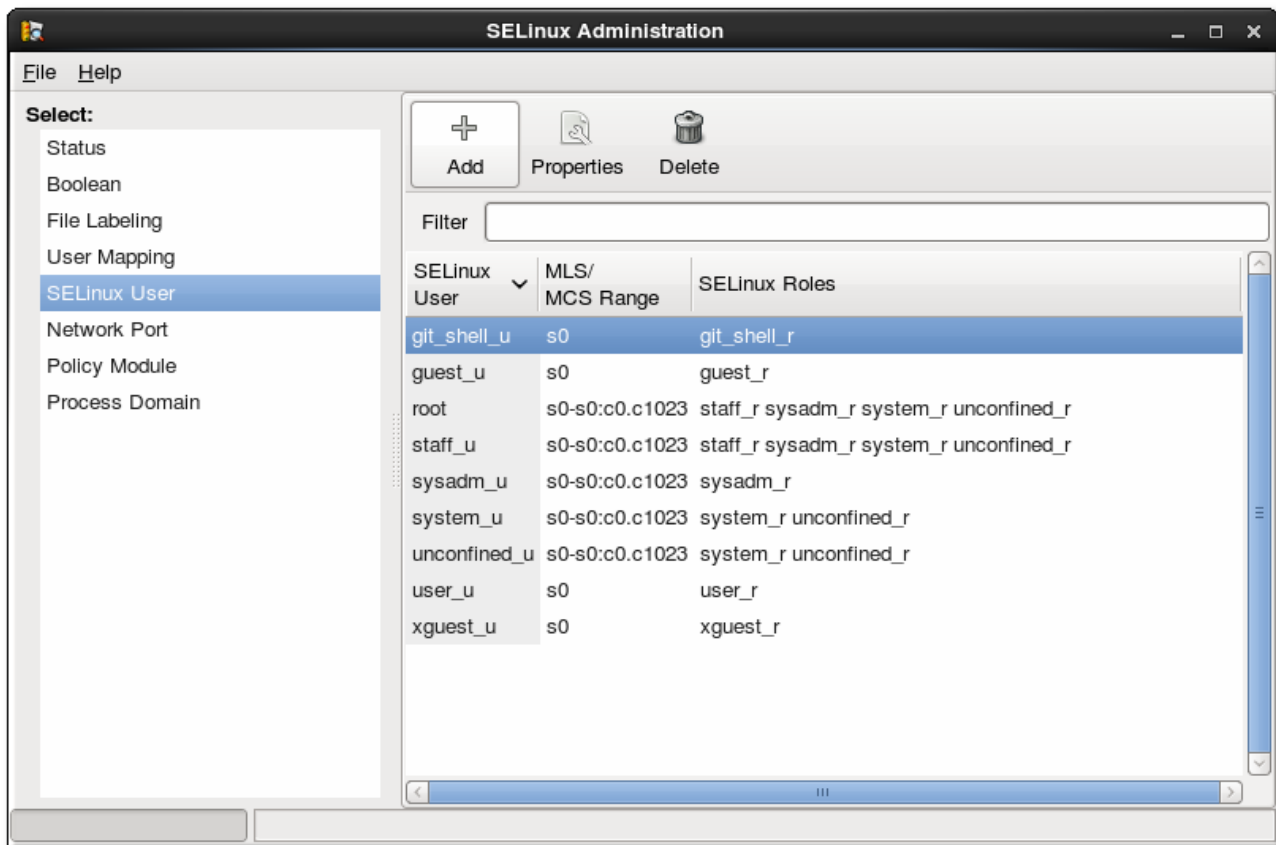 SELinux Administration
File Help
Select:
Status
Boolean
File Labeling
User Mapping
SELinux User
Network Port
Policy Module
Process Domain
Add Properties Delete
Filter
SELinux User MLS/ MCS Range SELinux Roles
git_shell_u s0 git_shell_r
guest_u s0 guest_r
root s0-s0:c0.c1023 staff_r sysadm_r system_r unconfined_r
staff_u s0-s0:c0.c1023 staff_r sysadm_r system_r unconfined_r
sysadm_u s0-s0:c0.c1023 sysadm_r
system_u s0-s0:c0.c1023 system_r unconfined_r
unconfined_u s0-s0:c0.c1023 system_r unconfined_r
user_u s0 user_r
xguest_u s0 xguest_r